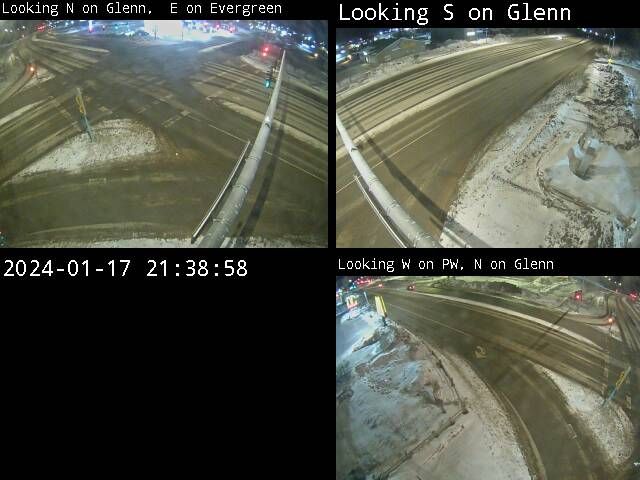 Looking N on Glenn,  E on Evergreen
Looking S on Glenn
2024-01-17 21:38:58
Looking W on PW, N on Glenn